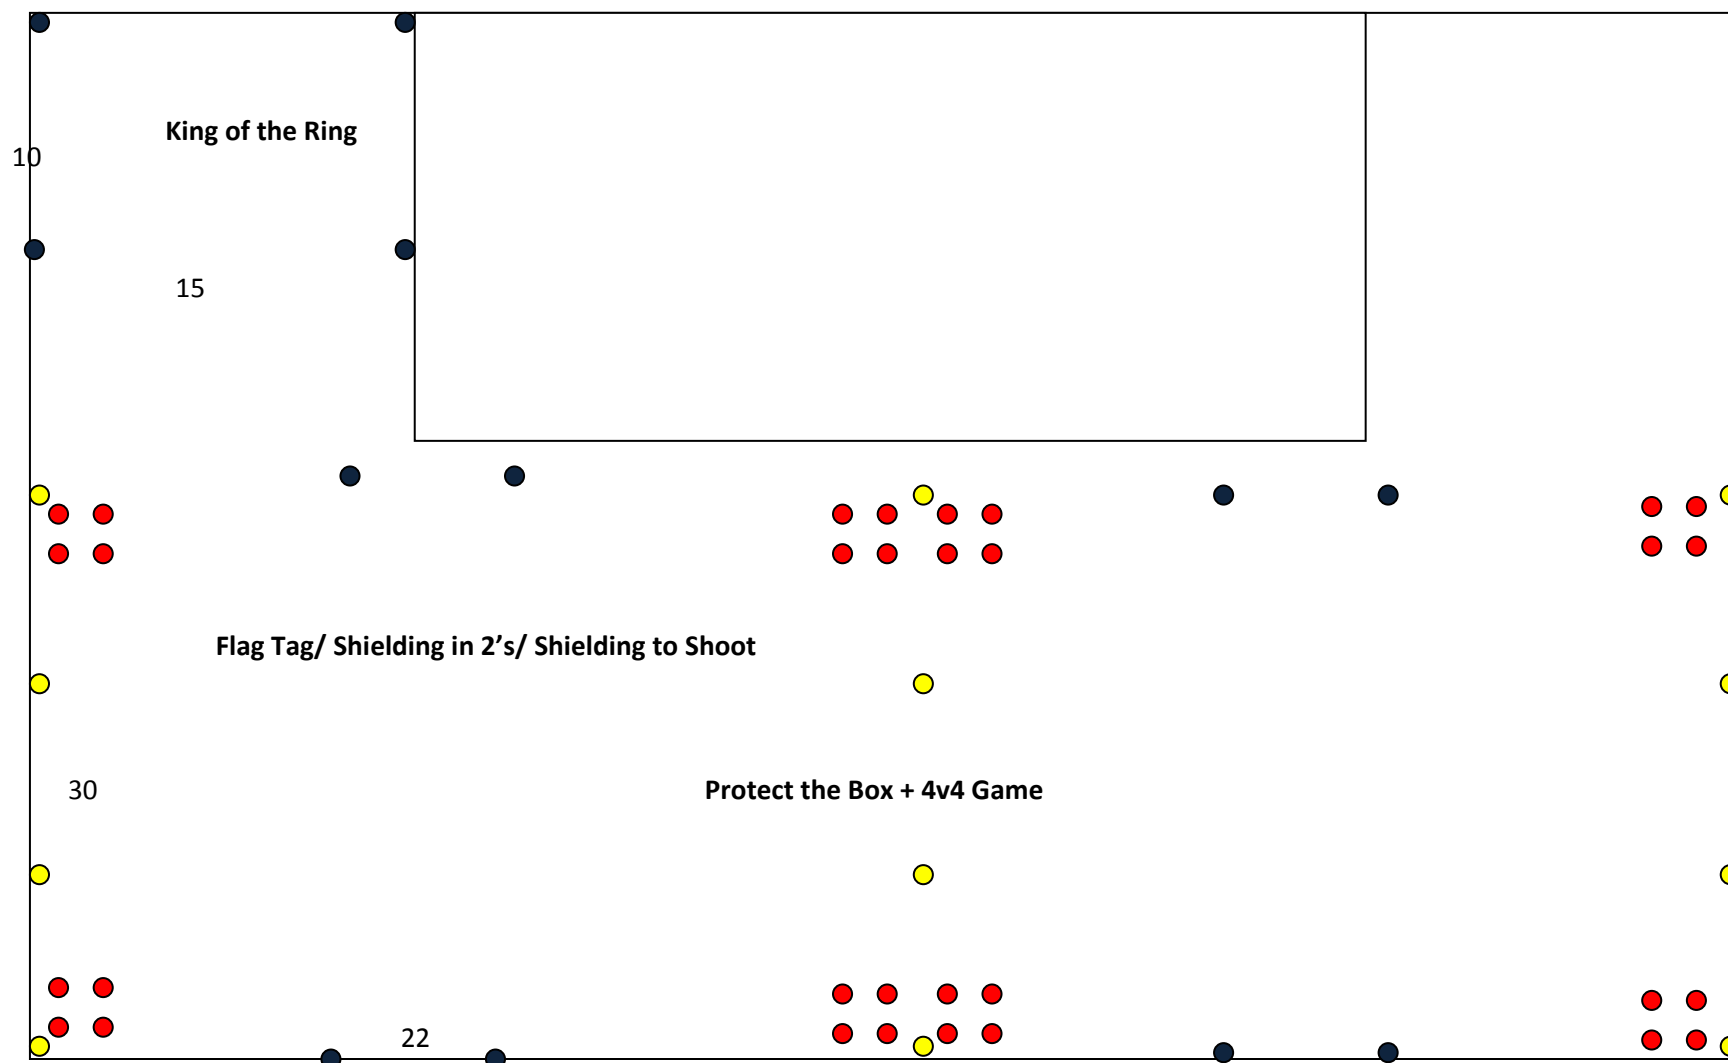 King of the Ring
10
15
Flag Tag/ Shielding in 2’s/ Shielding to Shoot
30
Protect the Box + 4v4 Game
22